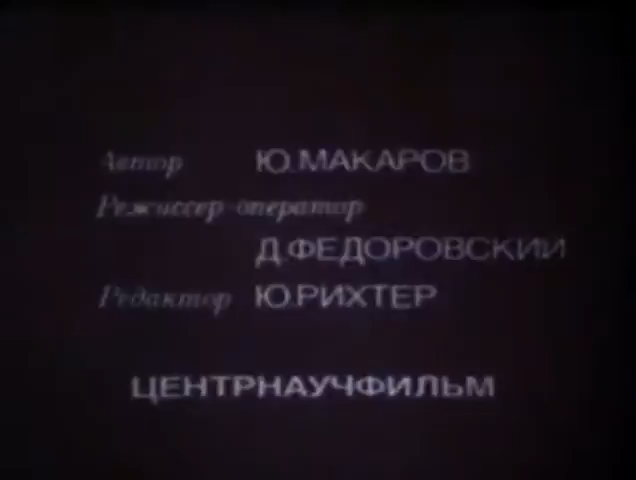 Автор Ю.МАКАРОВ
Режиссер-оператор
Д.ФЕДОРОВСКИЙ
Редактор Ю.РИХТЕР
ЦЕНТРНАУЧФИЛЬМ